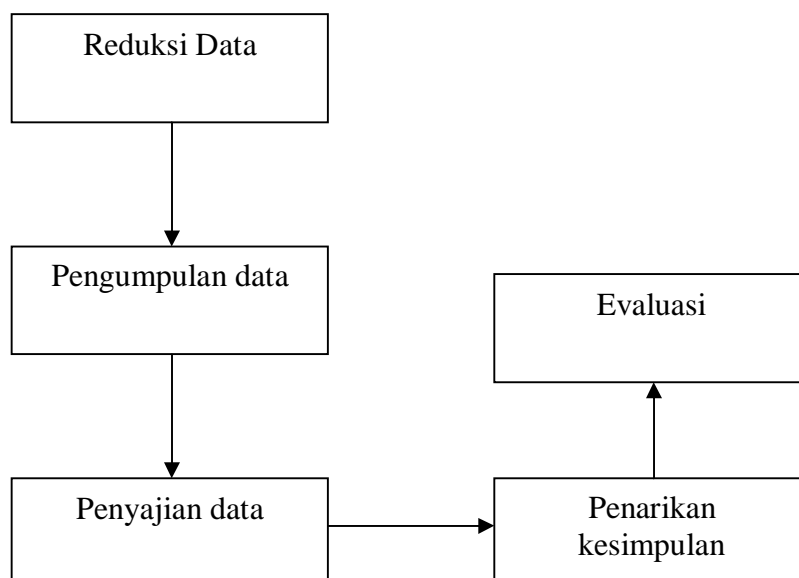 Reduksi Data
Pengumpulan data
Penyajian data
Penarikan
kesimpulan
Evaluasi